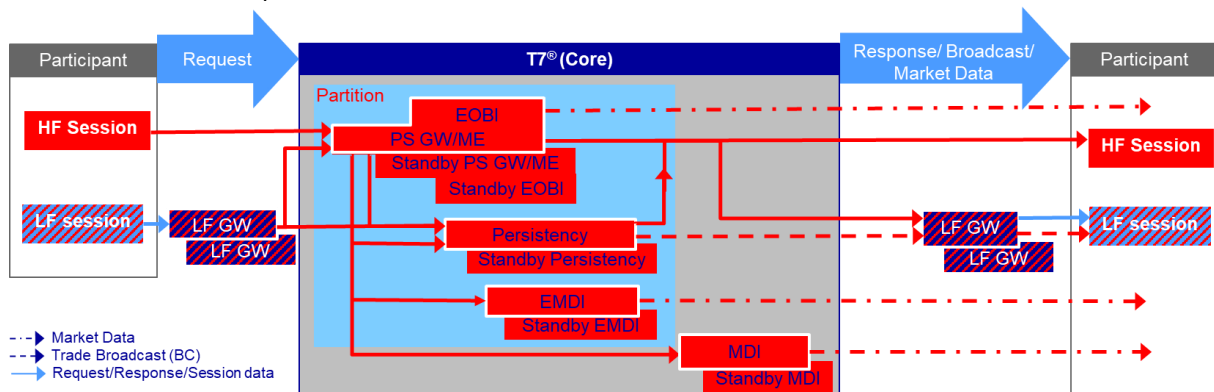 Participant
Request
T7® (Core)
Response/ Broadcast/
Market Data
Participant
Partition
HF Session
EOBI
PS GW/ME
Standby PS GW/ME
Standby EOBI
HF Session
LF session
LF GW
LF GW
Persistency
Standby Persistency
LF GW
LF GW
LF session
EMDI
Standby EMDI
MDI
Standby MDI
Market Data
Trade Broadcast (BC)
Request/Response/Session data